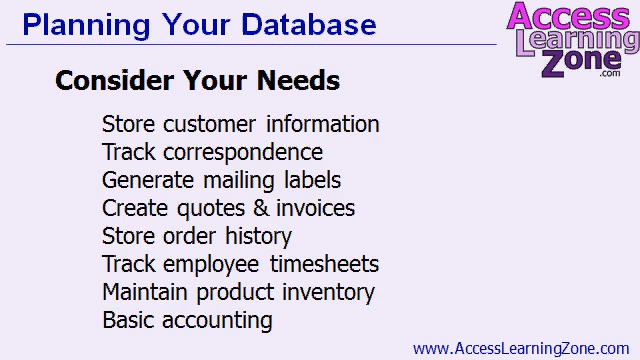 Planning Your Database
Access
Learning
Zone
.com
Consider Your Needs
Store customer information
Track correspondence
Generate mailing labels
Create quotes & invoices
Store order history
Track employee timesheets
Maintain product inventory
Basic accounting
www.AccessLearningZone.com